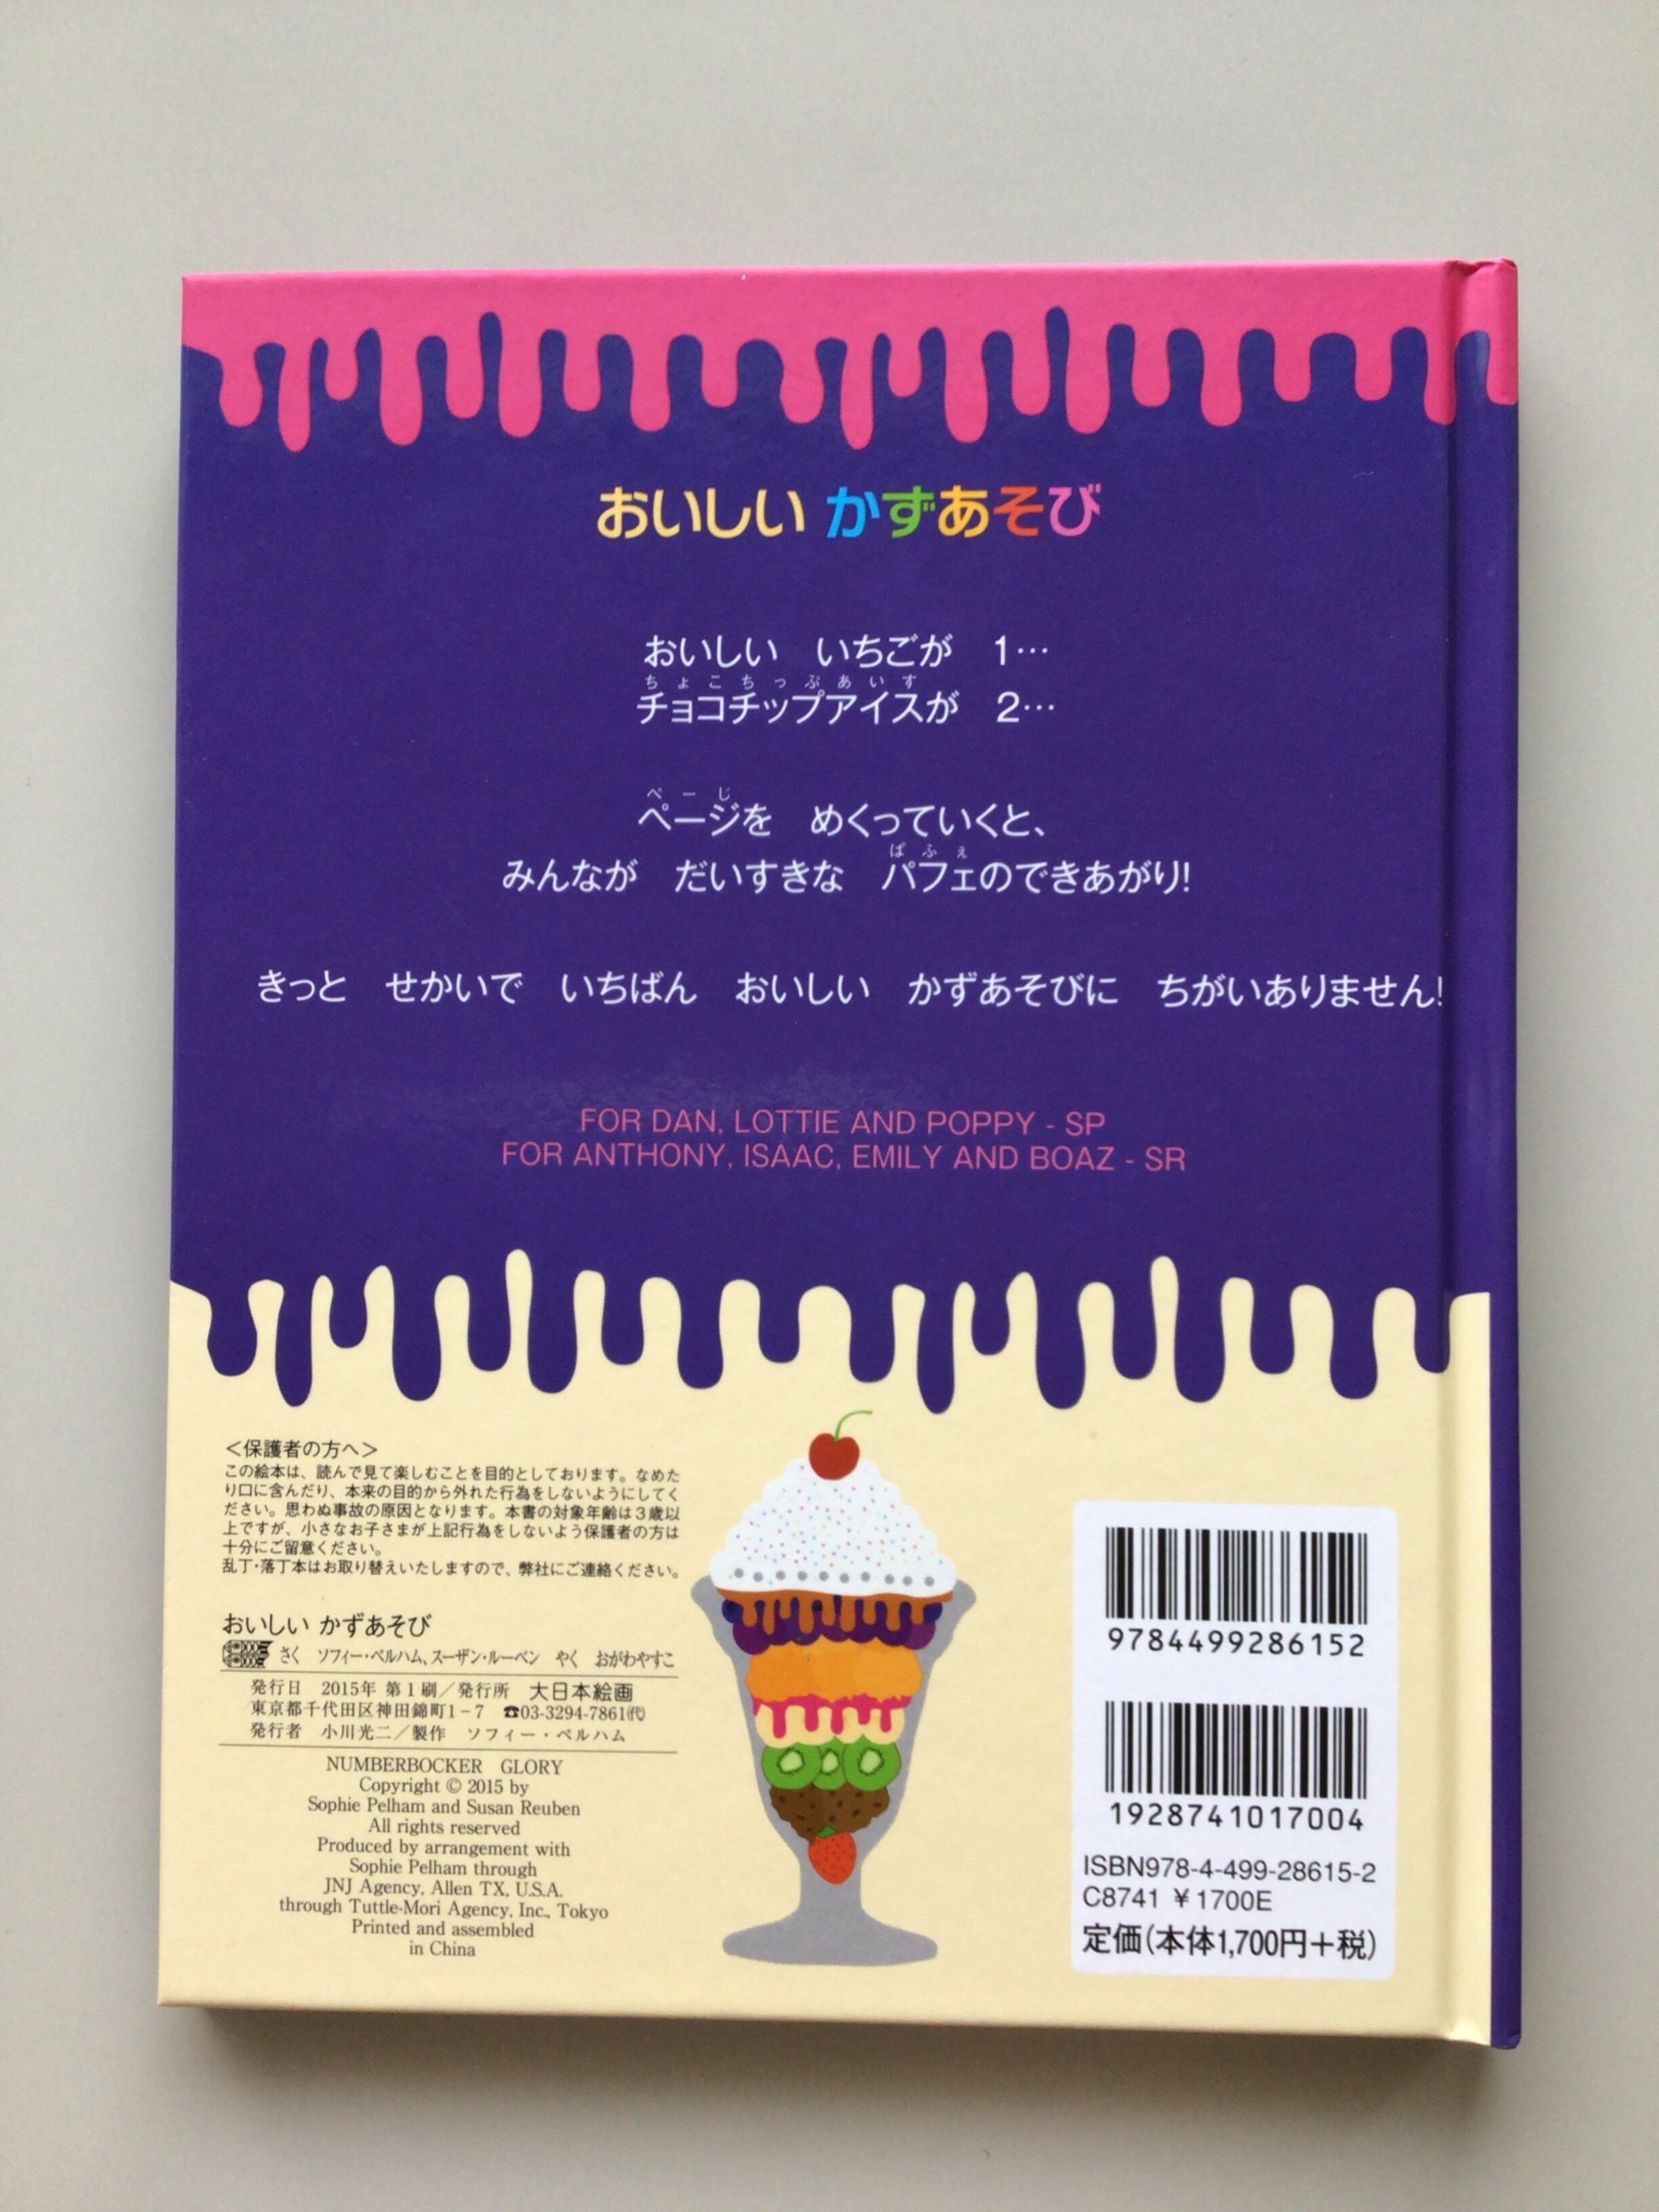 おいしい かずあそび
おいしい　いちごが　1…
ちょこちっぷあいす
チョコチップアイスが　2…
ぺーじ
ページを　めくっていくと、
ぱふぇ
みんなが　だいすきな　パフェのできあがり!
きっと　せかいで　いちばん　おいしい　かずあそびに　ちがいありません!
FOR DAN, LOTTIE AND POPPY - SP
FOR ANTHONY, ISAAC, EMILY AND BOAZ - SR
＜保護者の方へ＞
この絵本は、読んで見て楽しむことを目的としております。なめた
り口に含んだり、本来の目的から外れた行為をしないようにしてく
ださい。思わぬ事故の原因となります。本書の対象年齢は3歳以
上ですが、小さなお子さまが上記行為をしないよう保護者の方は
十分にご留意ください。
乱丁・落丁本はお取り替えいたしますので、弊社にご連絡ください。
おいしい かずあそび
さく　ソフィー・ペルハム、スーザン・ルーベン　やく　おがわやすこ
発行日　2015年 第1刷／発行所　大日本絵画
東京都千代田区神田錦町1−7　☎03-3294-7861㈹
発行者　小川光二／製作　ソフィー・ペルハム
NUMBERBOCKER GLORY
Copyright © 2015 by
Sophie Pelham and Susan Reuben
All rights reserved
Produced by arrangement with
Sophie Pelham through
JNJ Agency, Allen TX, U.S.A.
through Tuttle-Mori Agency, Inc., Tokyo
Printed and assembled
in China
9784499286152
1928741017004
ISBN978-4-499-28615-2
C8741 ¥1700E
定価(本体1,700円+税)